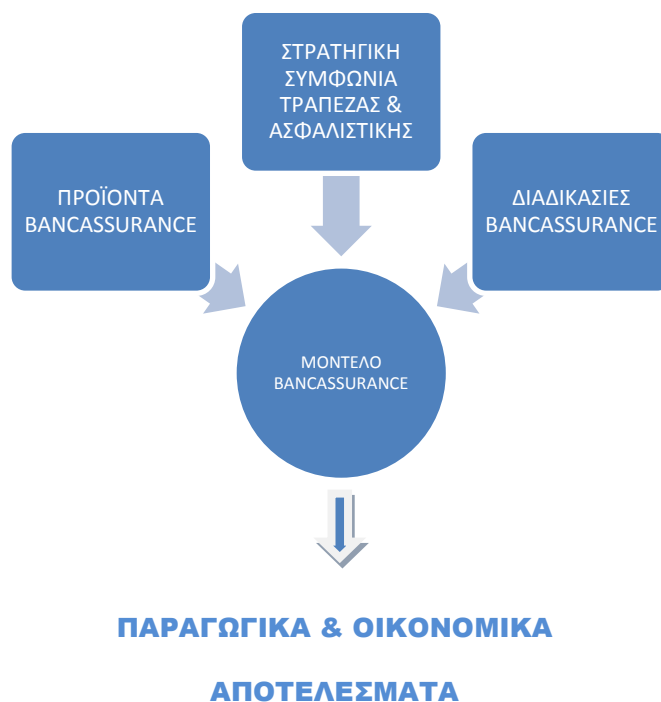 ΣΤΡΑΤΗΓΙΚΗ
ΣΥΜΦΩΝΙΑ
ΤΡΑΠΕΖΑΣ &
ΑΣΦΑΛΙΣΤΙΚΗΣ
ΠΡΟΪΟΝΤΑ
BANCASSURANCE
ΔΙΑΔΙΚΑΣΙΕΣ
BANCASSURANCE
ΜΟΝΤΕΛΟ
BANCASSURANCE
ΠΑΡΑΓΩΓΙΚΑ & ΟΙΚΟΝΟΜΙΚΑ
ΑΠΟΤΕΛΕΣΜΑΤΑ